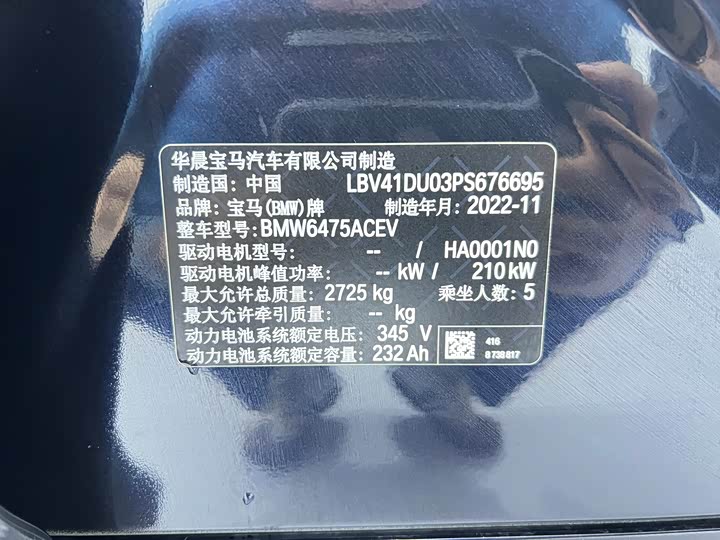 华晨宝马汽车有限公司制造
制造国: 中国 LBV41DU03PS676695
品牌: 宝马(BMW)牌 制造年月: 2022-11
整车型号:BMW6475ACEV
驱动电机型号: -- / HA0001N0
驱动电机峰值功率: -- kW / 210 kW
最大允许总质量: 2725 kg 乘坐人数: 5
最大允许牵引质量: -- kg
动力电池系统额定电压: 345 V 416
动力电池系统额定容量: 232 Ah 8 738 817